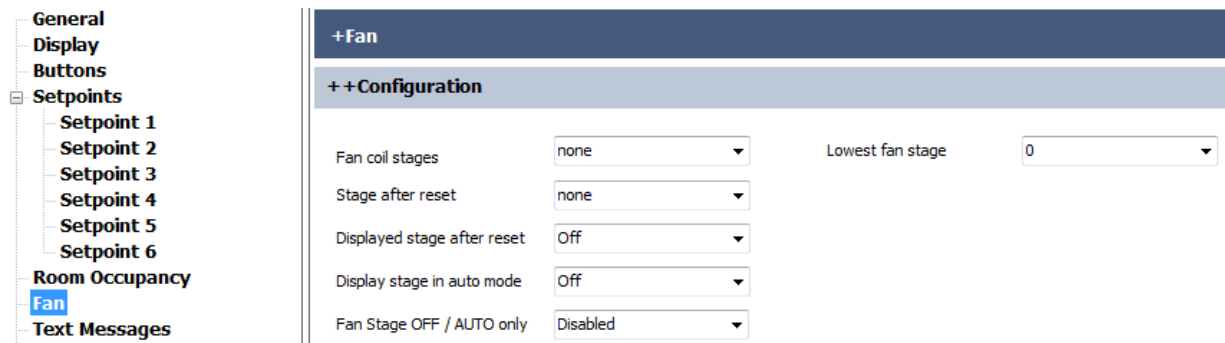 General
Display
Buttons
Setpoints
Setpoint 1
Setpoint 2
Setpoint 3
Setpoint 4
Setpoint 5
Setpoint 6
Room Occupancy
Fan
Text Messages
+Fan
++Configuration
Fan coil stages none Lowest fan stage 0
Stage after reset none
Displayed stage after reset Off
Display stage in auto mode Off
Fan Stage OFF / AUTO only Disabled